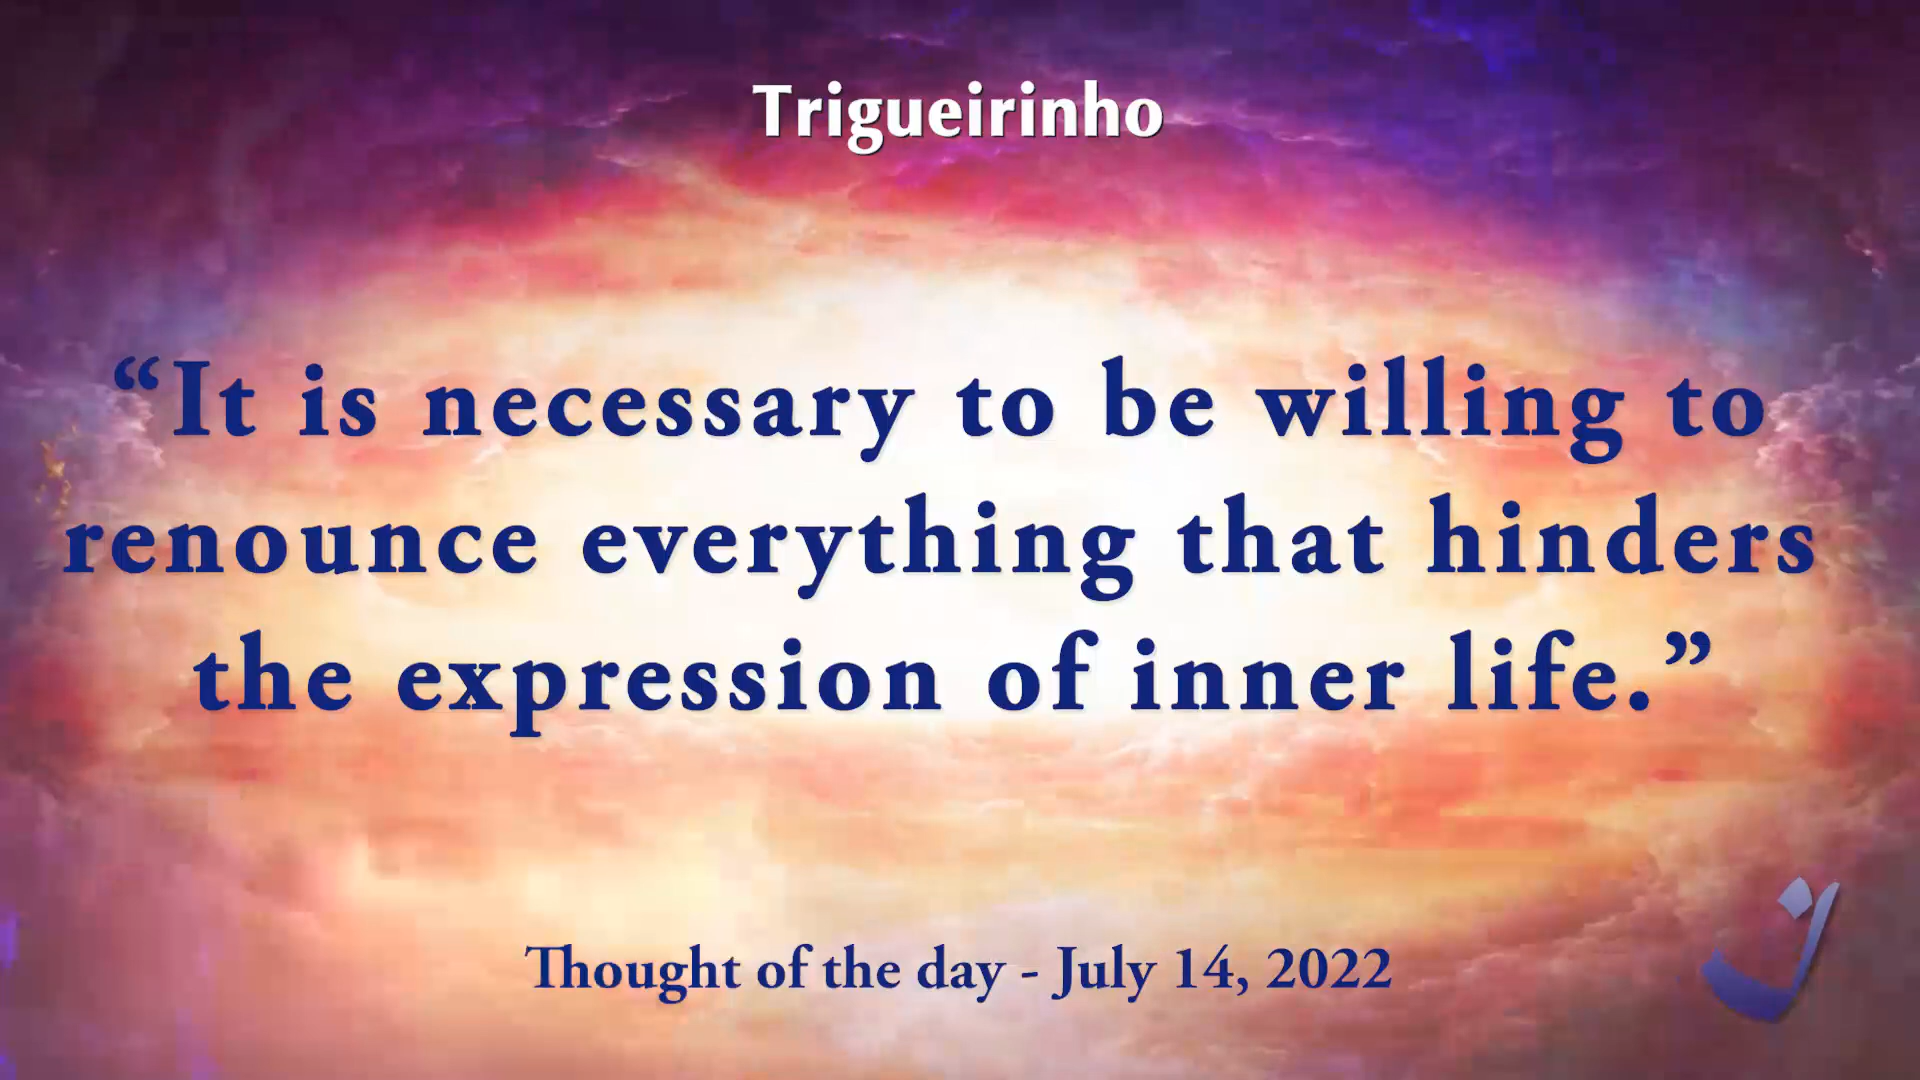 Trigueirinho
“It is necessary to be willing to
renounce everything that hinders
the expression of inner life.”
Thought of the day - July 14, 2022